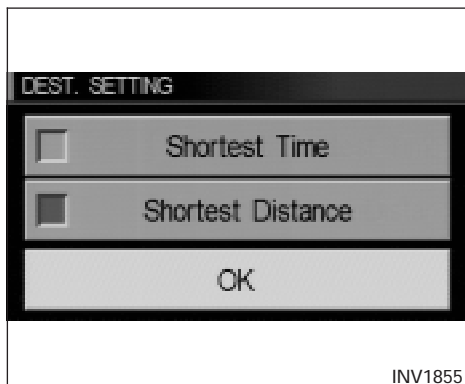 DEST. SETTING
Shortest Time
Shortest Distance
OK
INV1855